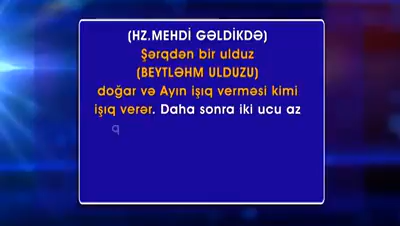 (HZ.MEHDİ GƏLDİKDƏ)
Şərqdən bir ulduz
(BEYTLƏHM ULDUZU)
doğar və Ayın işıq verməsi kimi
işıq verər. Daha sonra iki ucu az
q